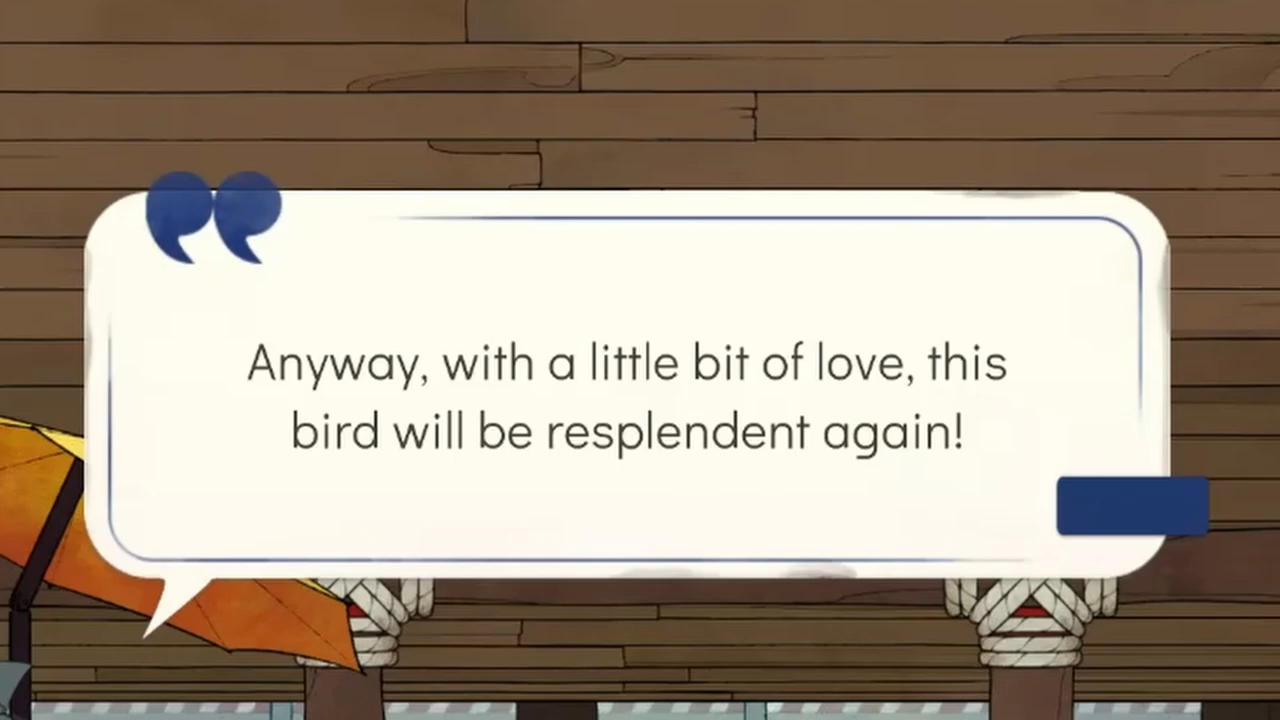 Anyway, with a little bit of love, this
bird will be resplendent again!